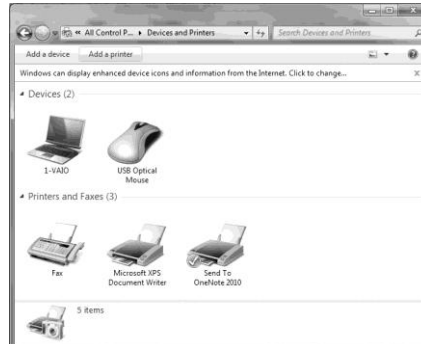 « All Control P... ▸ Devices and Printers
Search Devices and Printers
Add a device Add a printer
Windows can display enhanced device icons and information from the Internet. Click to change...
Devices (2)
1-VAIO
USB Optical
Mouse
Printers and Faxes (3)
Fax
Microsoft XPS
Document Writer
Send To
OneNote 2010
5 items